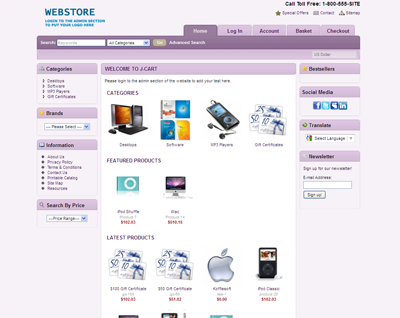 Call Toll Free: 1-800-555-SITE
WEBSTORE
LOGIN TO THE ADMIN SECTION
TO PUT YOUR LOGO HERE
Special Offers Contact Sitemap
Home Log In Account Basket Checkout
Search: Keywords All Categories Go Advanced Search
US Dollar
Categories
Desktops
Software
MP3 Players
Gift Certificates
Brands
--- Please Select ---
Information
About Us
Privacy Policy
Terms & Conditions
Contact Us
Printable Catalog
Site Map
Resources
Search By Price
---Price Range---
WELCOME TO J-CART
Please login to the admin section of the website to add your text here.
CATEGORIES
Desktops Software MP3 Players Gift Certificates
FEATURED PRODUCTS
iPod Shuffle iMac
Product 7 Product 14
$102.03
LATEST PRODUCTS
$100 Gift Certificate $50 Gift Certificate iPod Classic
$102.03 $0.00 $102.03
Bestsellers
Social Media
Translate
Select Language
Newsletter
Sign up for our newsletter!
E-Mail Address:
Sign up!